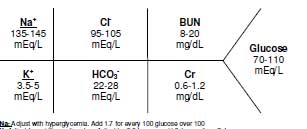 Na⁺ Cl⁻ BUN
135-145 95-105 8-20
mEq/L mEq/L mg/dL
Glucose
70-110
mEq/L
K⁺ HCO₃⁻ Cr
3.5-5 22-28 0.6-1.2
mEq/L mEq/L mg/dL
Na- Adjust with hyperglycemia. Add 1.7 for every 100 glucose over 100